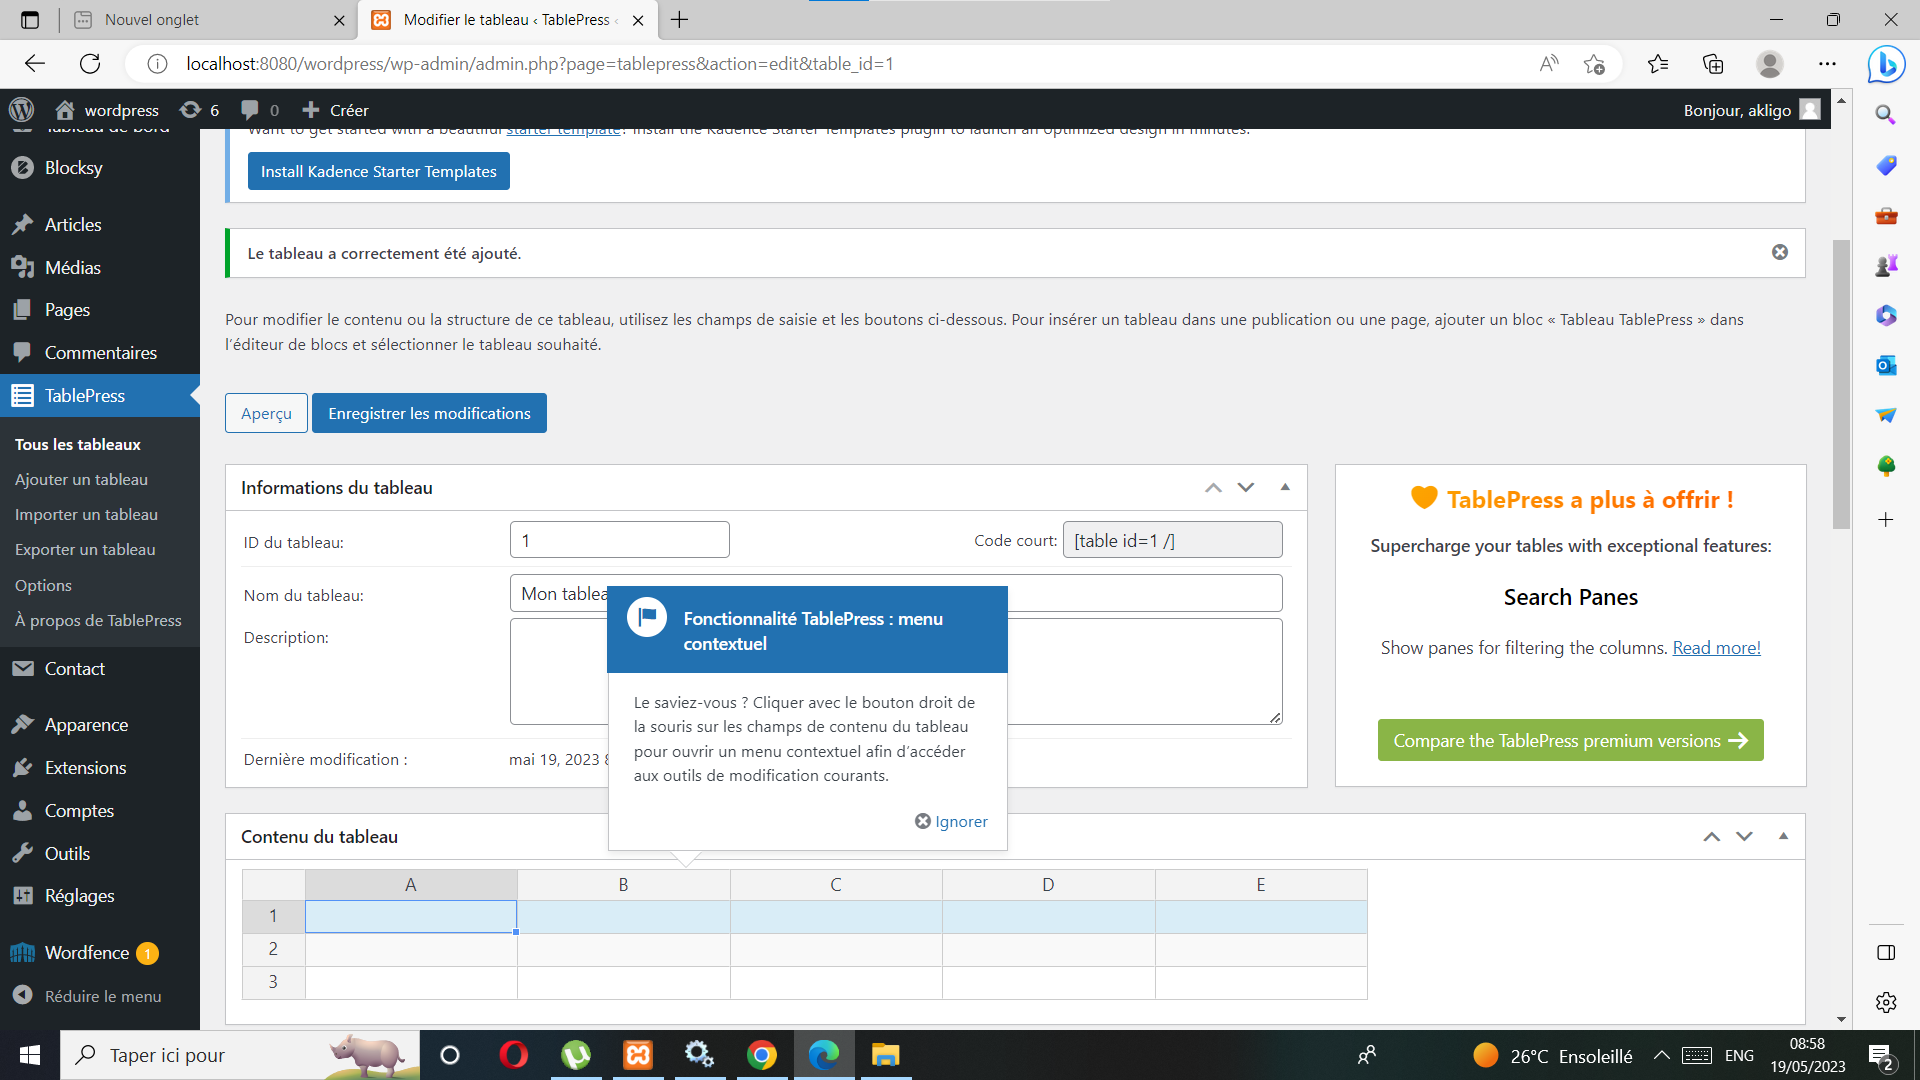 Nouvel onglet
Modifier le tableau ‹ TablePress ‹
localhost:8080/wordpress/wp-admin/admin.php?page=tablepress&action=edit&table_id=1
wordpress
6
0
Créer
Bonjour, akligo
Tableau de bord
Blocksy
Articles
Médias
Pages
Commentaires
TablePress
Tous les tableaux
Ajouter un tableau
Importer un tableau
Exporter un tableau
Options
À propos de TablePress
Contact
Apparence
Extensions
Comptes
Outils
Réglages
Wordfence 1
Réduire le menu
Want to get started with a beautiful starter template? Install the Kadence Starter Templates plugin to launch an optimized design in minutes.
Install Kadence Starter Templates
Le tableau a correctement été ajouté.
Pour modifier le contenu ou la structure de ce tableau, utilisez les champs de saisie et les boutons ci-dessous. Pour insérer un tableau dans une publication ou une page, ajouter un bloc « Tableau TablePress » dans
l’éditeur de blocs et sélectionner le tableau souhaité.
Aperçu
Enregistrer les modifications
Informations du tableau
ID du tableau:
1
Code court:
[table id=1 /]
Nom du tableau:
Mon tablea
Description:
Dernière modification :
mai 19, 2023 8
Fonctionnalité TablePress : menu
contextuel
Le saviez-vous ? Cliquer avec le bouton droit de
la souris sur les champs de contenu du tableau
pour ouvrir un menu contextuel afin d’accéder
aux outils de modification courants.
Ignorer
TablePress a plus à offrir !
Supercharge your tables with exceptional features:
Search Panes
Show panes for filtering the columns. Read more!
Compare the TablePress premium versions
Contenu du tableau
A B C D E
1
2
3
Taper ici pour
26°C Ensoleillé
ENG
08:58
19/05/2023
2